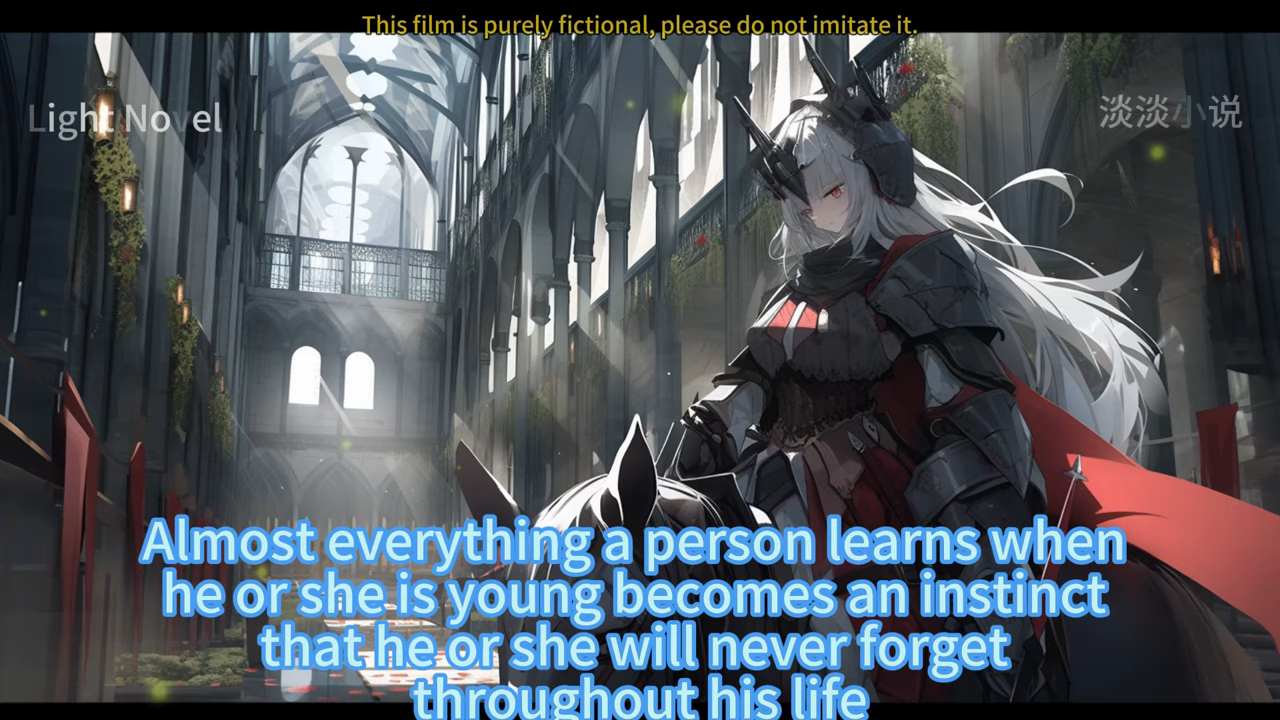 This film is purely fictional, please do not imitate it.
Light Novel
淡淡小说
Almost everything a person learns when
he or she is young becomes an instinct
that he or she will never forget
throughout his life